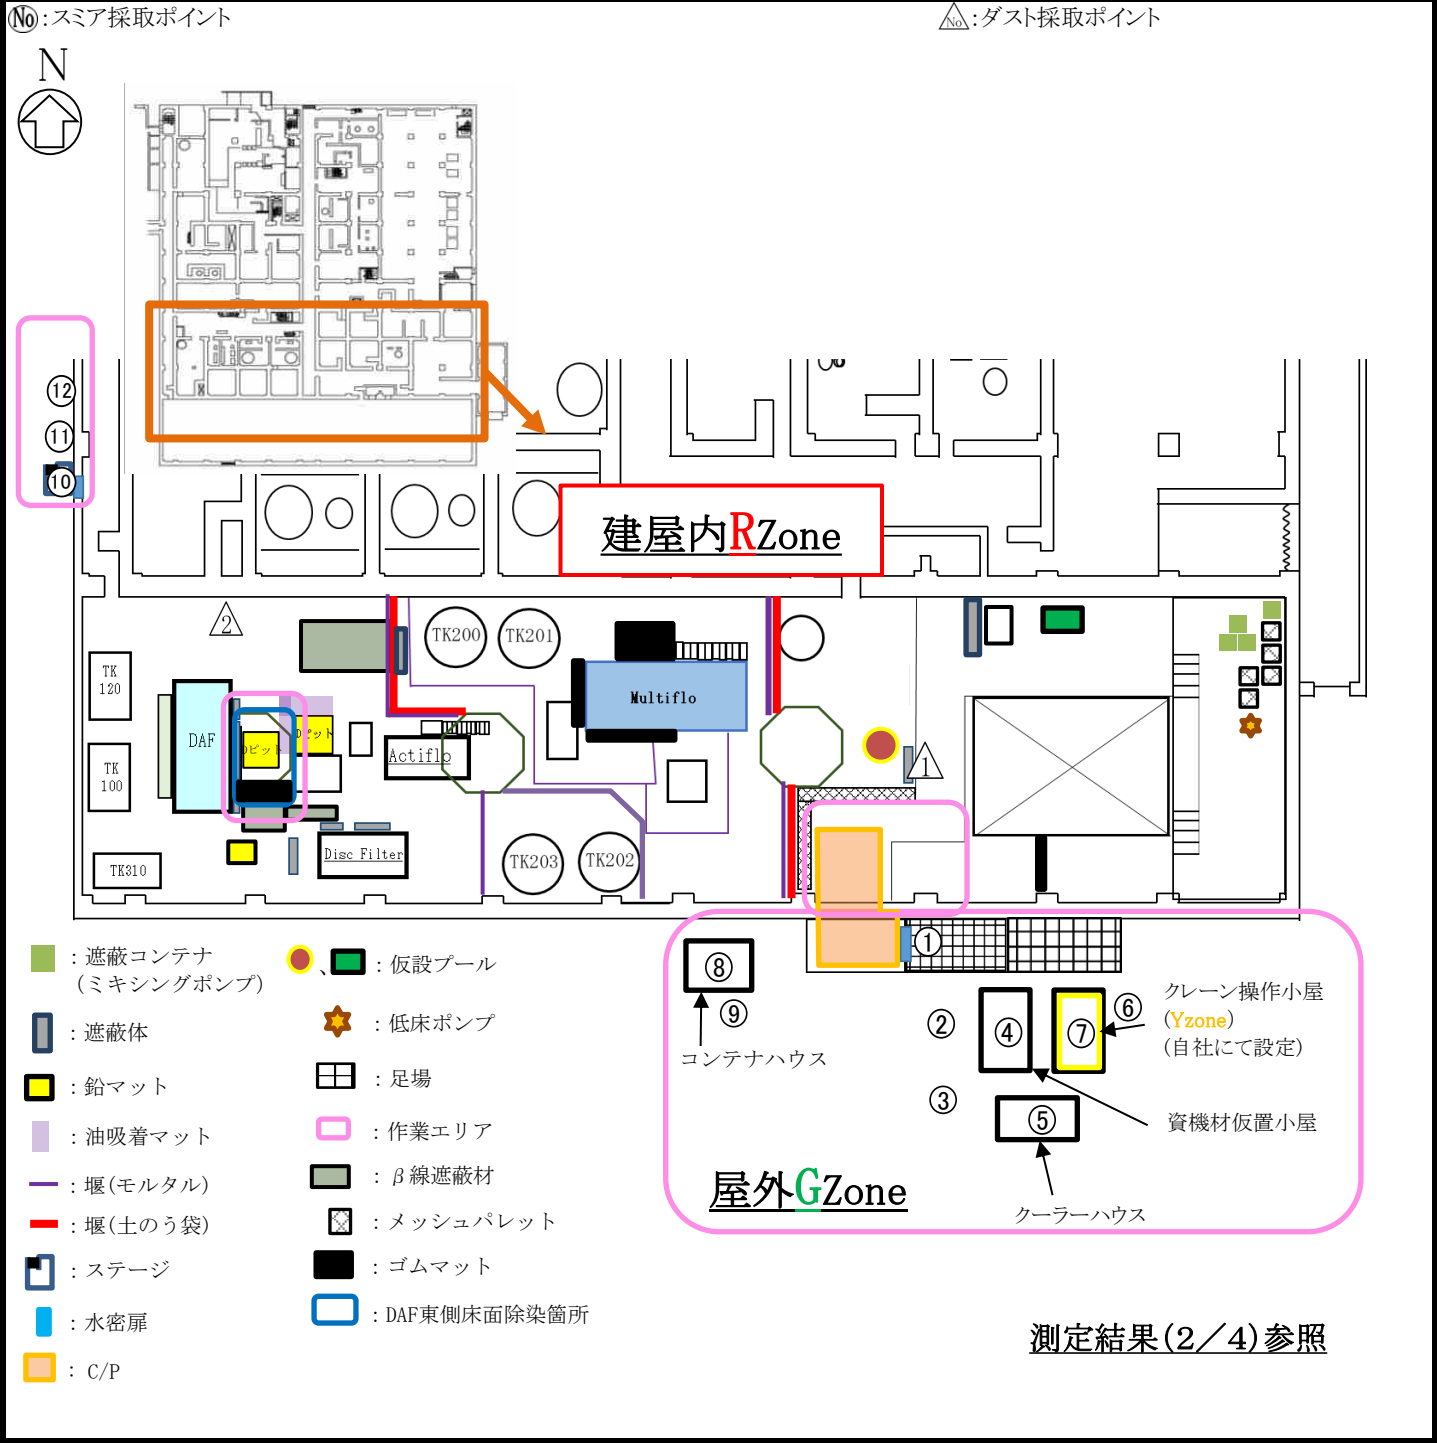 No:スミア採取ポイント
No:ダスト採取ポイント
N
⑫
⑪
⑩
建屋内RZone
2
TK200
TK201
TK
120
Multiflo
DAF
Dピット
Dピット
Actiflo
1
TK
100
Disc Filter
TK203
TK202
TK310
①
⑧
⑨
コンテナハウス
②
④
⑦
⑥
クレーン操作小屋
(Yzone)
(自社にて設定)
③
⑤
資機材仮置小屋
クーラーハウス
屋外GZone
:遮蔽コンテナ
(ミキシングポンプ)
:遮蔽体
:鉛マット
:油吸着マット
:堰(モルタル)
:堰(土のう袋)
:ステージ
:水密扉
: C/P
、 :仮設プール
:低床ポンプ
:足場
:作業エリア
:β線遮蔽材
:メッシュパレット
:ゴムマット
:DAF東側床面除染箇所
測定結果(2／4)参照